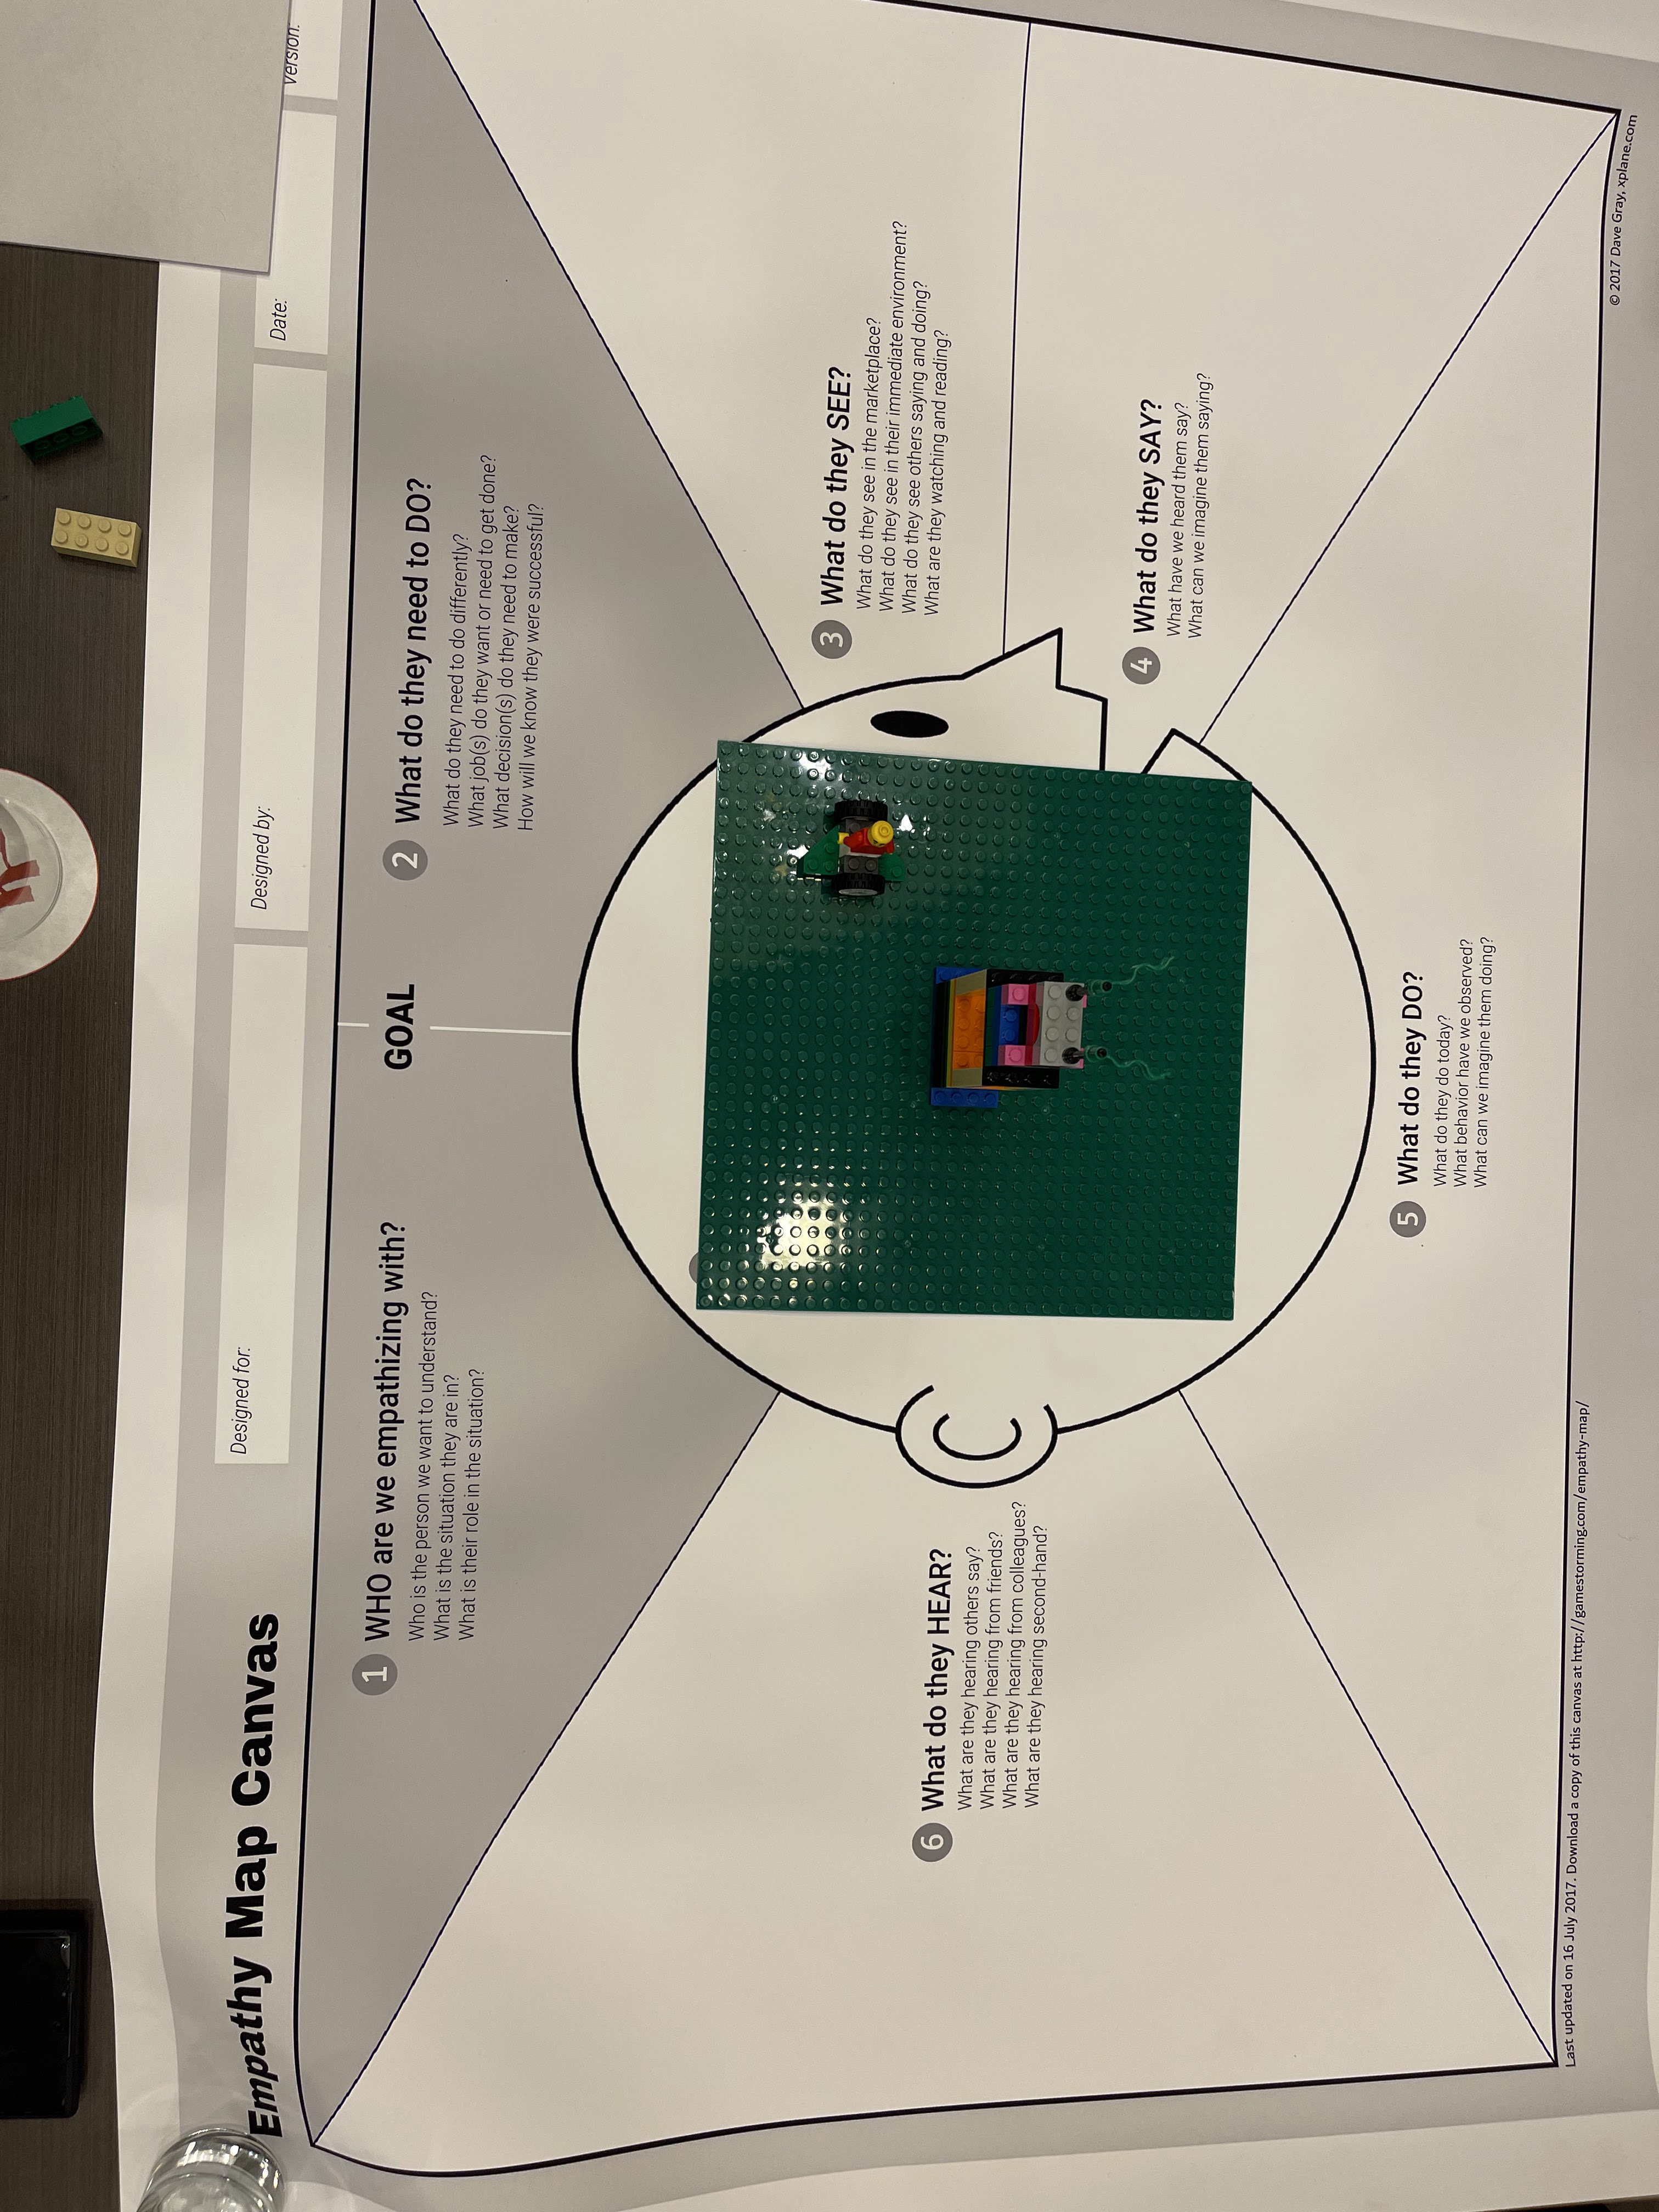 Empathy Map Canvas
Designed for:
Designed by:
Date:
Version:
1 WHO are we empathizing with?
Who is the person we want to understand?
What is the situation they are in?
What is their role in the situation?
GOAL
2 What do they need to DO?
What do they need to do differently?
What job(s) do they want or need to get done?
What decision(s) do they need to make?
How will we know they were successful?
3 What do they SEE?
What do they see in the marketplace?
What do they see in their immediate environment?
What do they see others saying and doing?
What are they watching and reading?
4 What do they SAY?
What have we heard them say?
What can we imagine them saying?
5 What do they DO?
What do they do today?
What behavior have we observed?
What can we imagine them doing?
6 What do they HEAR?
What are they hearing others say?
What are they hearing from friends?
What are they hearing from colleagues?
What are they hearing second-hand?
Last updated on 16 July 2017. Download a copy of this canvas at http://gamestorming.com/empathy-map/
© 2017 Dave Gray, xplane.com